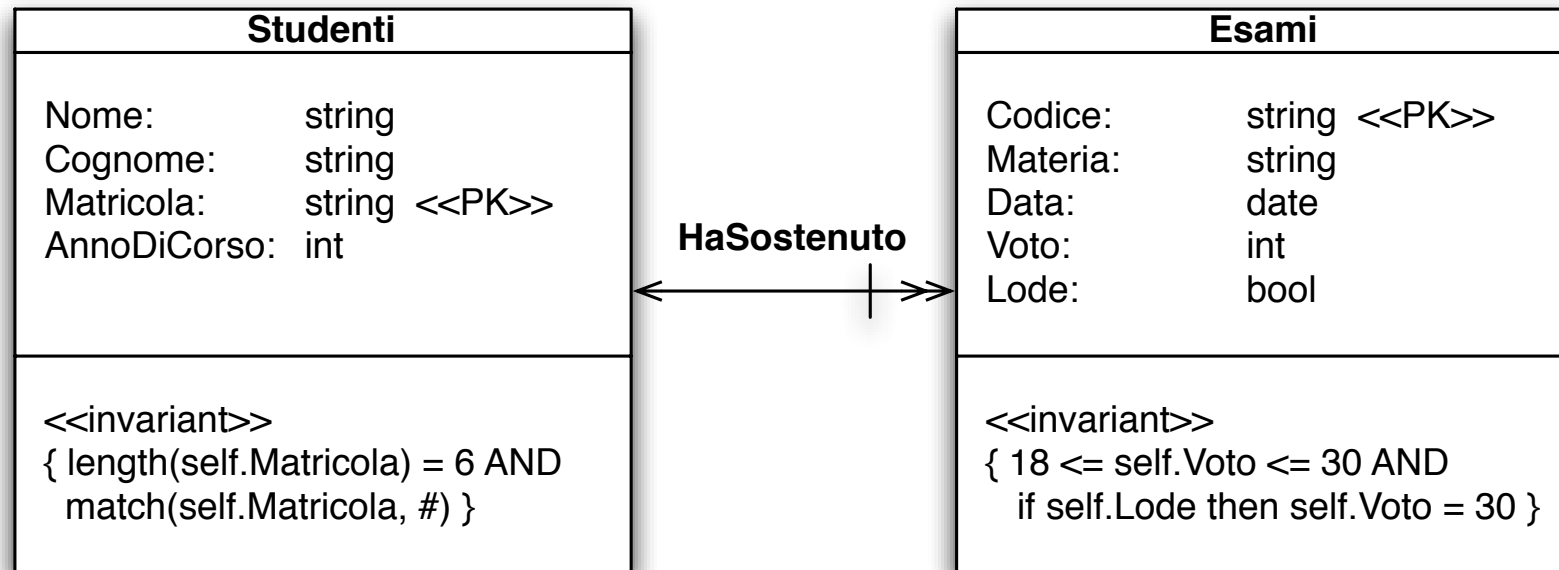 Studenti
Nome: string
Cognome: string
Matricola: string <<PK>>
AnnoDiCorso: int
<<invariant>>
{ length(self.Matricola) = 6 AND
match(self.Matricola, #) }
HaSostenuto
Esami
Codice: string <<PK>>
Materia: string
Data: date
Voto: int
Lode: bool
<<invariant>>
{ 18 <= self.Voto <= 30 AND
if self.Lode then self.Voto = 30 }